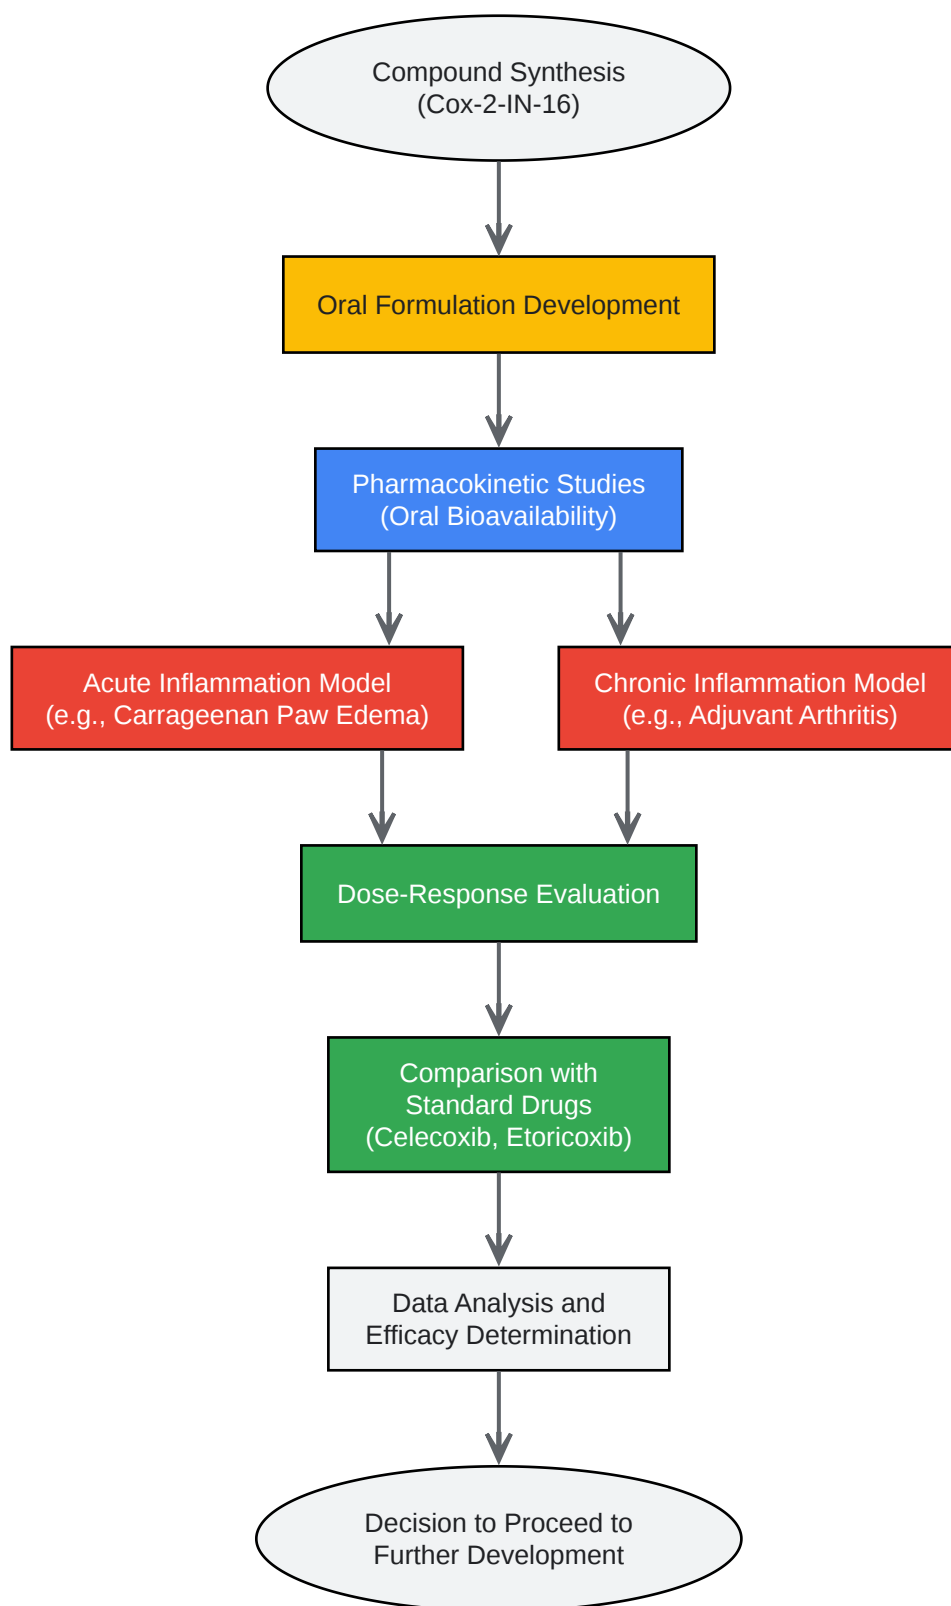 Compound Synthesis
(Cox-2-IN-16)
Oral Formulation Development
Pharmacokinetic Studies
(Oral Bioavailability)
Acute Inflammation Model
(e.g., Carrageenan Paw Edema)
Chronic Inflammation Model
(e.g., Adjuvant Arthritis)
Dose-Response Evaluation
Comparison with
Standard Drugs
(Celecoxib, Etoricoxib)
Data Analysis and
Efficacy Determination
Decision to Proceed to
Further Development